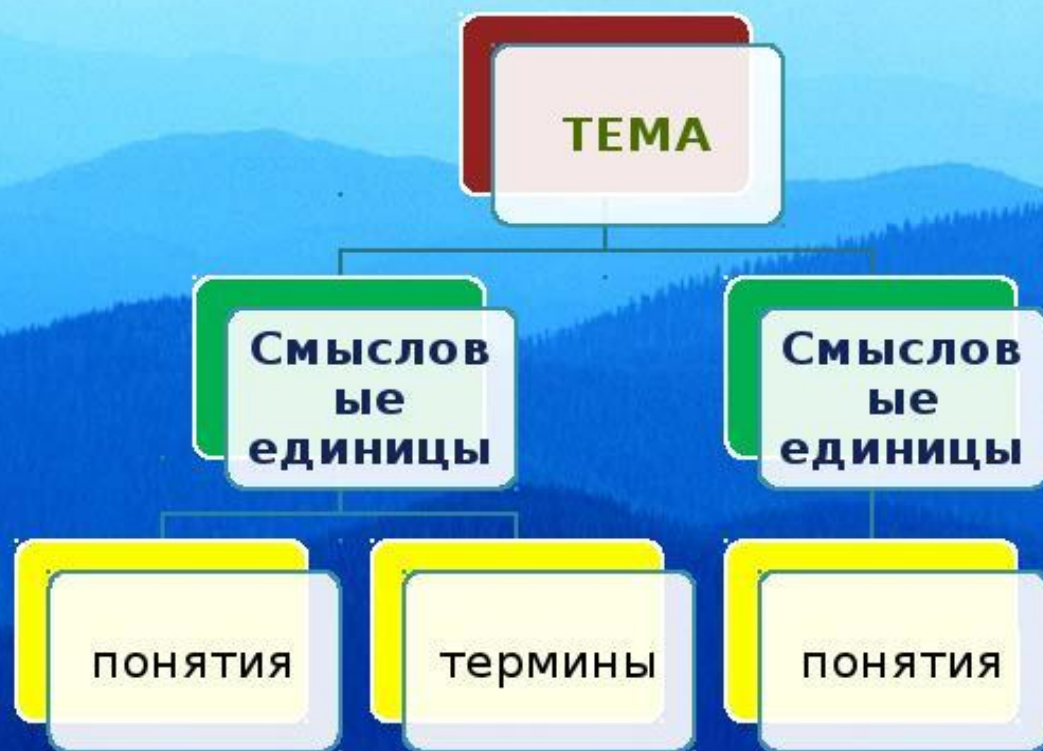 ТЕМА
Смыслов
ые
единицы
Смыслов
ые
единицы
понятия
термины
понятия